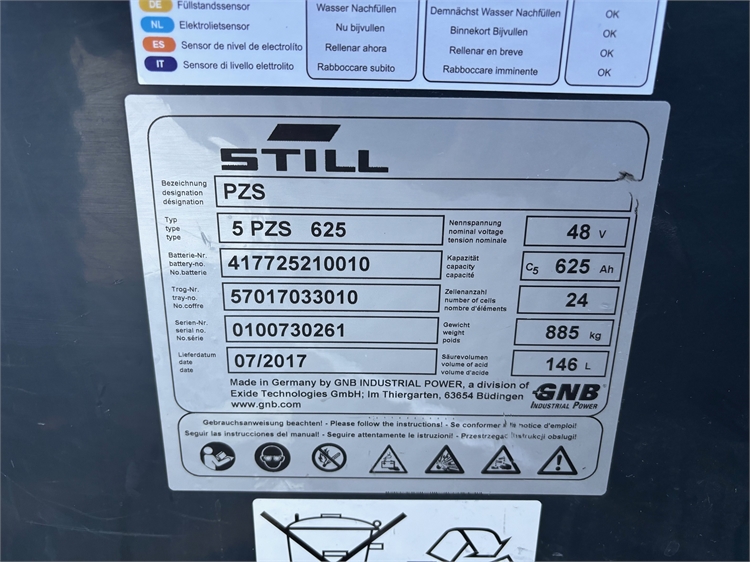 DE Füllstandssensor Wasser Nachfüllen Demnächst Wasser Nachfüllen OK
NL Elektrolietsensor Nu bijvullen Binnekort Bijvullen OK
ES Sensor de nivel de electrolíto Rellenar ahora Rellenar en breve OK
IT Sensore di livello elettrolito Rabboccare subito Rabboccare imminente OK
STILL
Bezeichnung
designation
désignation
PZS
Typ
type
type
5 PZS 625
Nennspannung
nominal voltage
tension nominale
48 V
Batterie-Nr.
battery-no.
No.batterie
417725210010
Kapazität
capacity
capacité
C5 625 Ah
Trog-Nr.
tray-no.
No.coffre
57017033010
Zellenanzahl
number of cells
nombre d'éléments
24
Serien-Nr.
serial no.
No.série
0100730261
Gewicht
weight
poids
885 kg
Lieferdatum
date
date
07/2017
Säurevolumen
volume of acid
volume d'acide
146 L
Made in Germany by GNB INDUSTRIAL POWER, a division of
Exide Technologies GmbH; Im Thiergarten, 63654 Büdingen
www.gnb.com
GNB
INDUSTRIAL POWER
Gebrauchsanweisung beachten! - Please follow the instructions! - Se conformer à la notice d'emploi!
Seguir las instrucciones del manual! - Seguire attentamente le istruzioni! - Przestrzegac instrukcji obslugi!